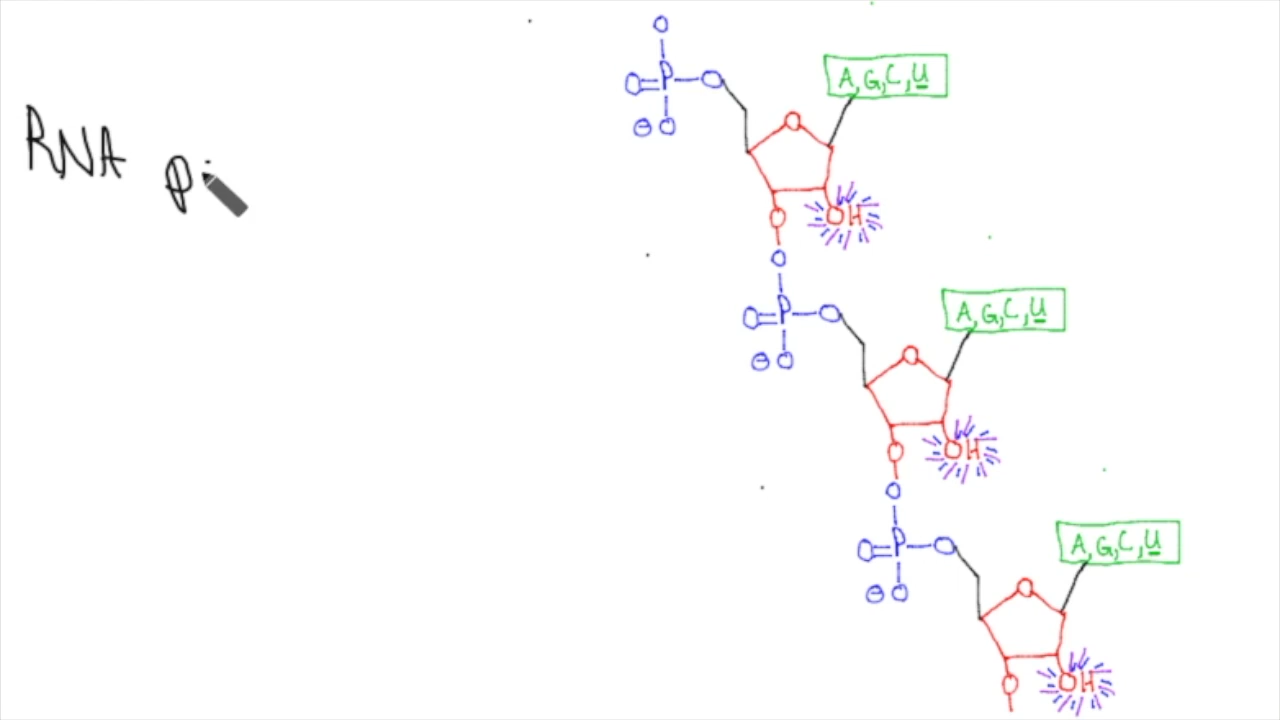 RNA
A, G, C, U
O
O=P-O
⊖ O
O
OH
O
O
A, G, C, U
O=P-O
⊖ O
O
OH
O
O
A, G, C, U
O=P-O
⊖ O
O
OH
O